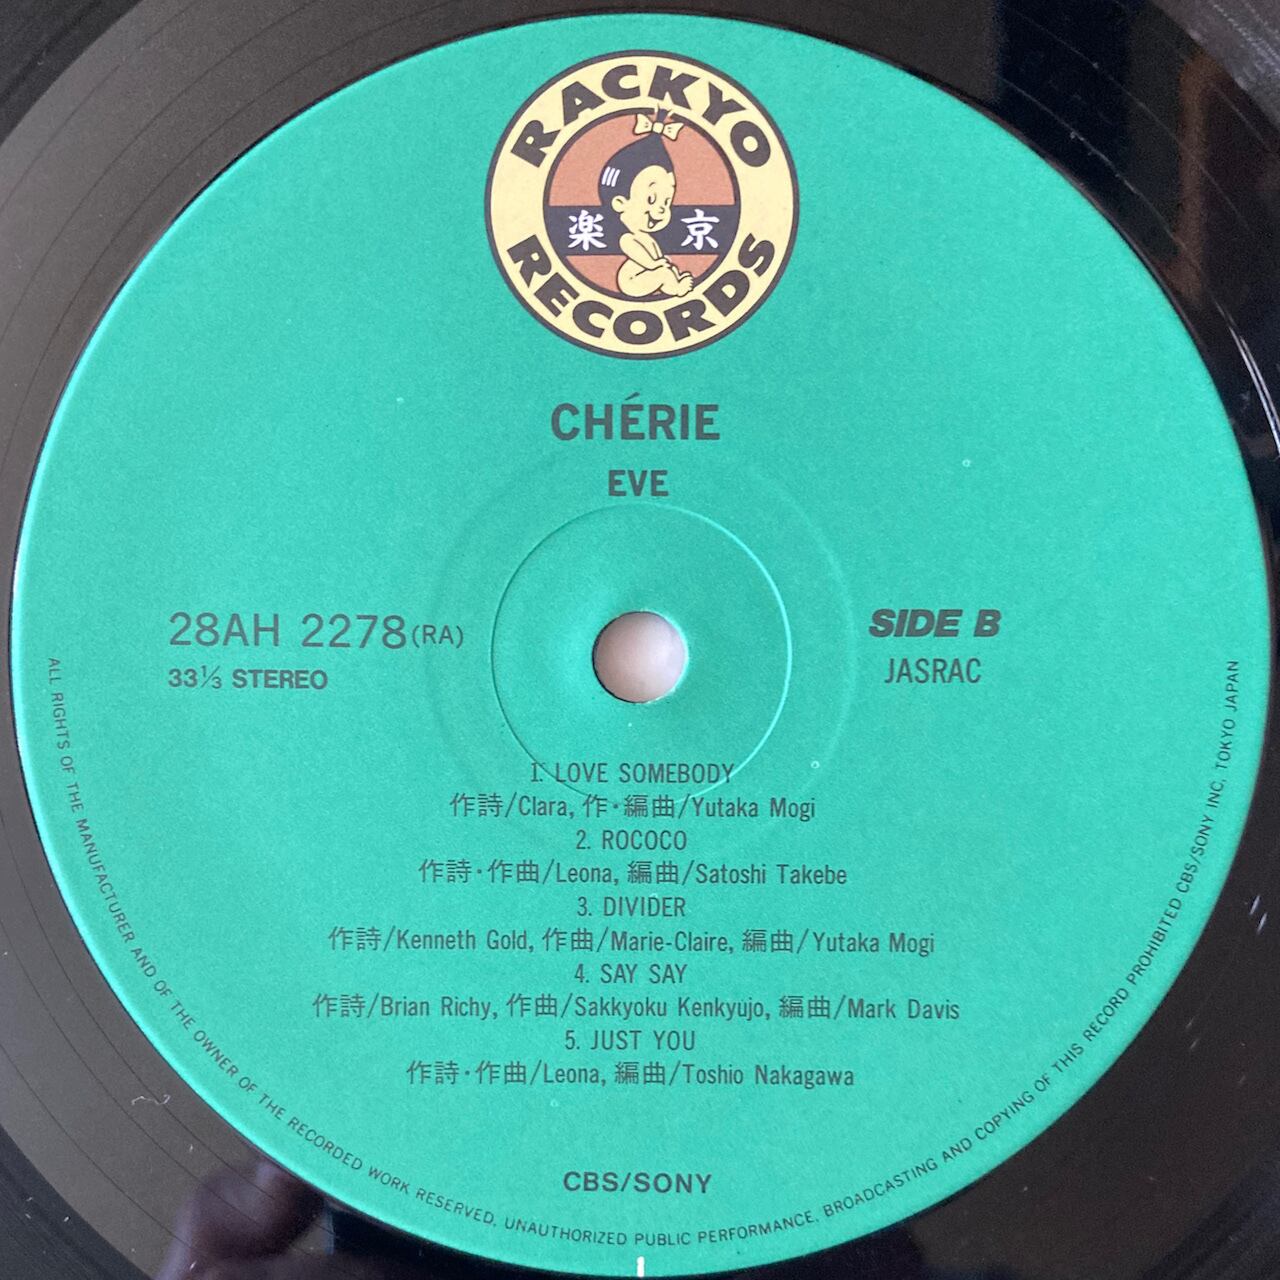 RACKYO
楽 京
RECORDS
CHÉRIE
EVE
28AH 2278(RA)
33⅓ STEREO
SIDE B
JASRAC
1. LOVE SOMEBODY
作詩/Clara, 作・編曲/Yutaka Mogi
2. ROCOCO
作詩・作曲/Leona, 編曲/Satoshi Takebe
3. DIVIDER
作詩/Kenneth Gold, 作曲/Marie-Claire, 編曲/Yutaka Mogi
4. SAY SAY
作詩/Brian Richy, 作曲/Sakkyoku Kenkyujo, 編曲/Mark Davis
5. JUST YOU
作詩・作曲/Leona, 編曲/Toshio Nakagawa
CBS/SONY
ALL RIGHTS OF THE MANUFACTURER AND OF THE OWNER OF THE RECORDED WORK RESERVED. UNAUTHORIZED PUBLIC PERFORMANCE, BROADCASTING AND COPYING OF THIS RECORD PROHIBITED CBS/SONY INC. TOKYO JAPAN